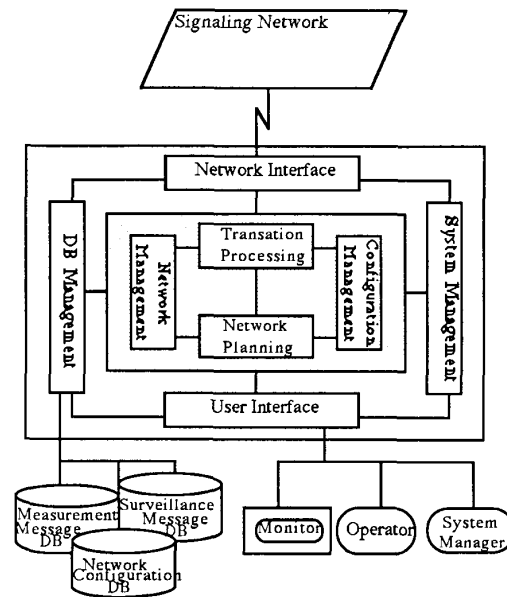 Signaling Network
Network Interface
DB Management
Network
Management
Transation
Processing
Configuration
Management
System Management
Network
Planning
User Interface
Measurement
Message
DB
Surveillance
Message
DB
Network
Configuration
DB
Monitor
Operator
System
Manager